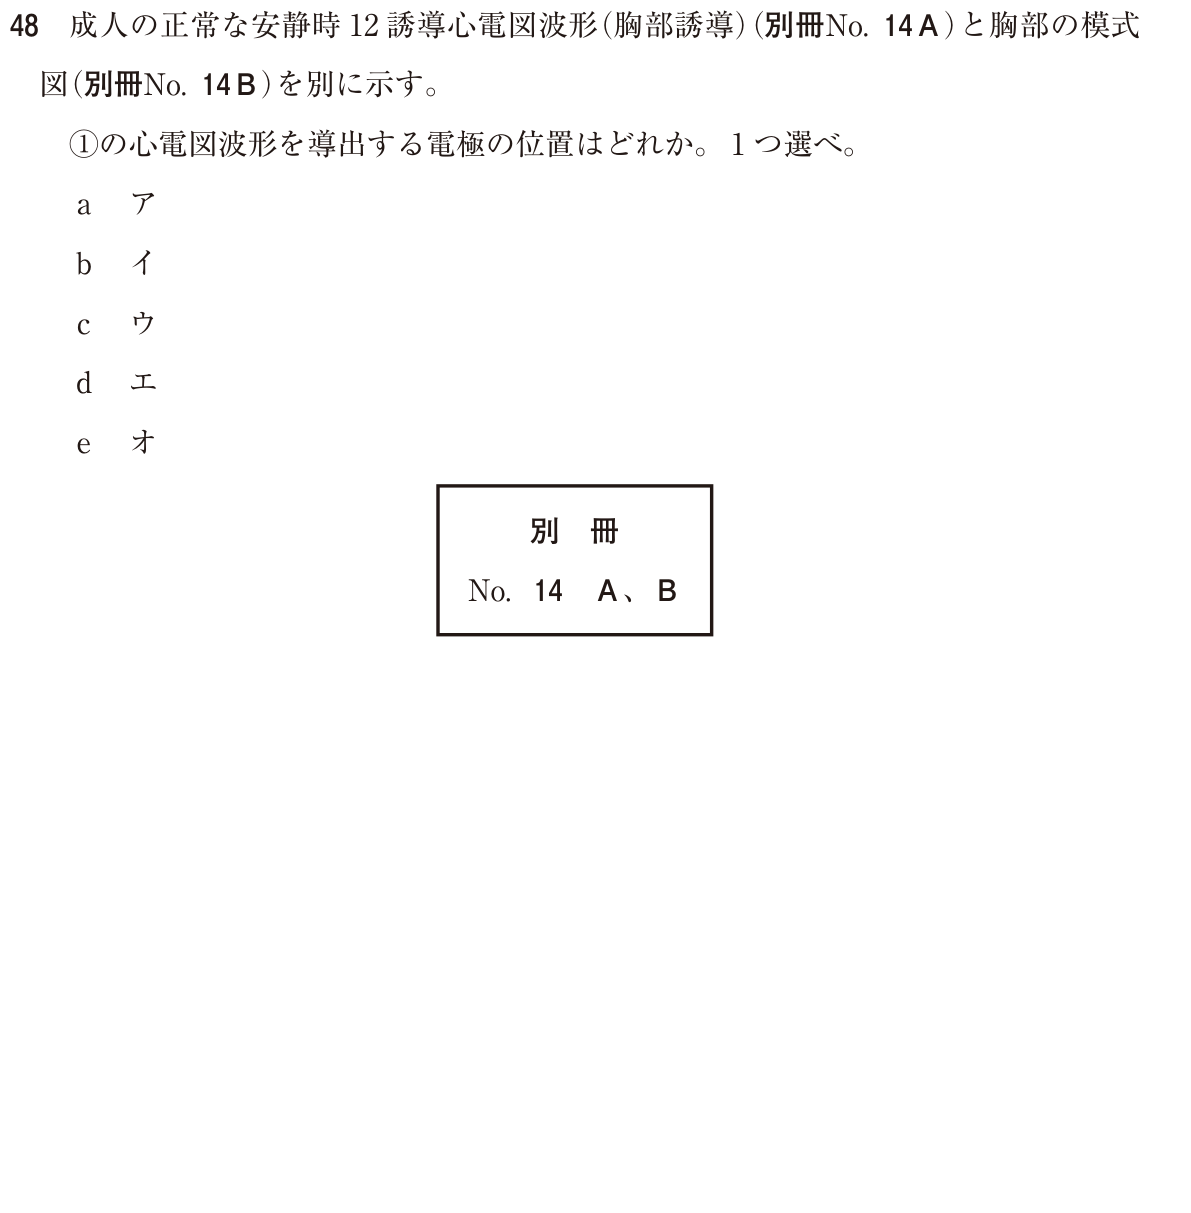 48 成人の正常な安静時 12 誘導心電図波形(胸部誘導)(別冊No. 14 A)と胸部の模式
図(別冊No. 14 B)を別に示す。
①の心電図波形を導出する電極の位置はどれか。1 つ選べ。
a ア
b イ
c ウ
d エ
e オ
別 冊
No. 14 A、B